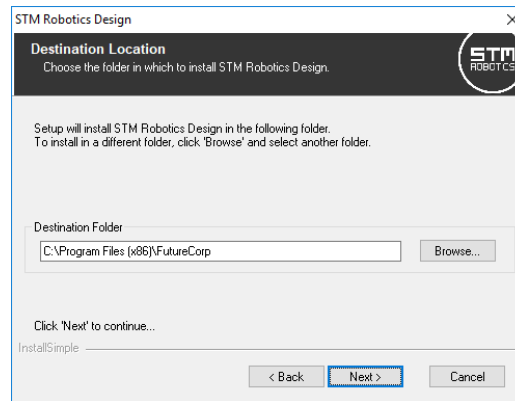 STM Robotics Design
Destination Location
Choose the folder in which to install STM Robotics Design.
STM
ROBOTCS
Setup will install STM Robotics Design in the following folder.
To install in a different folder, click 'Browse' and select another folder.
Destination Folder
C:\Program Files (x86)\FutureCorp
Browse...
Click 'Next' to continue...
InstallSimple
< Back
Next >
Cancel